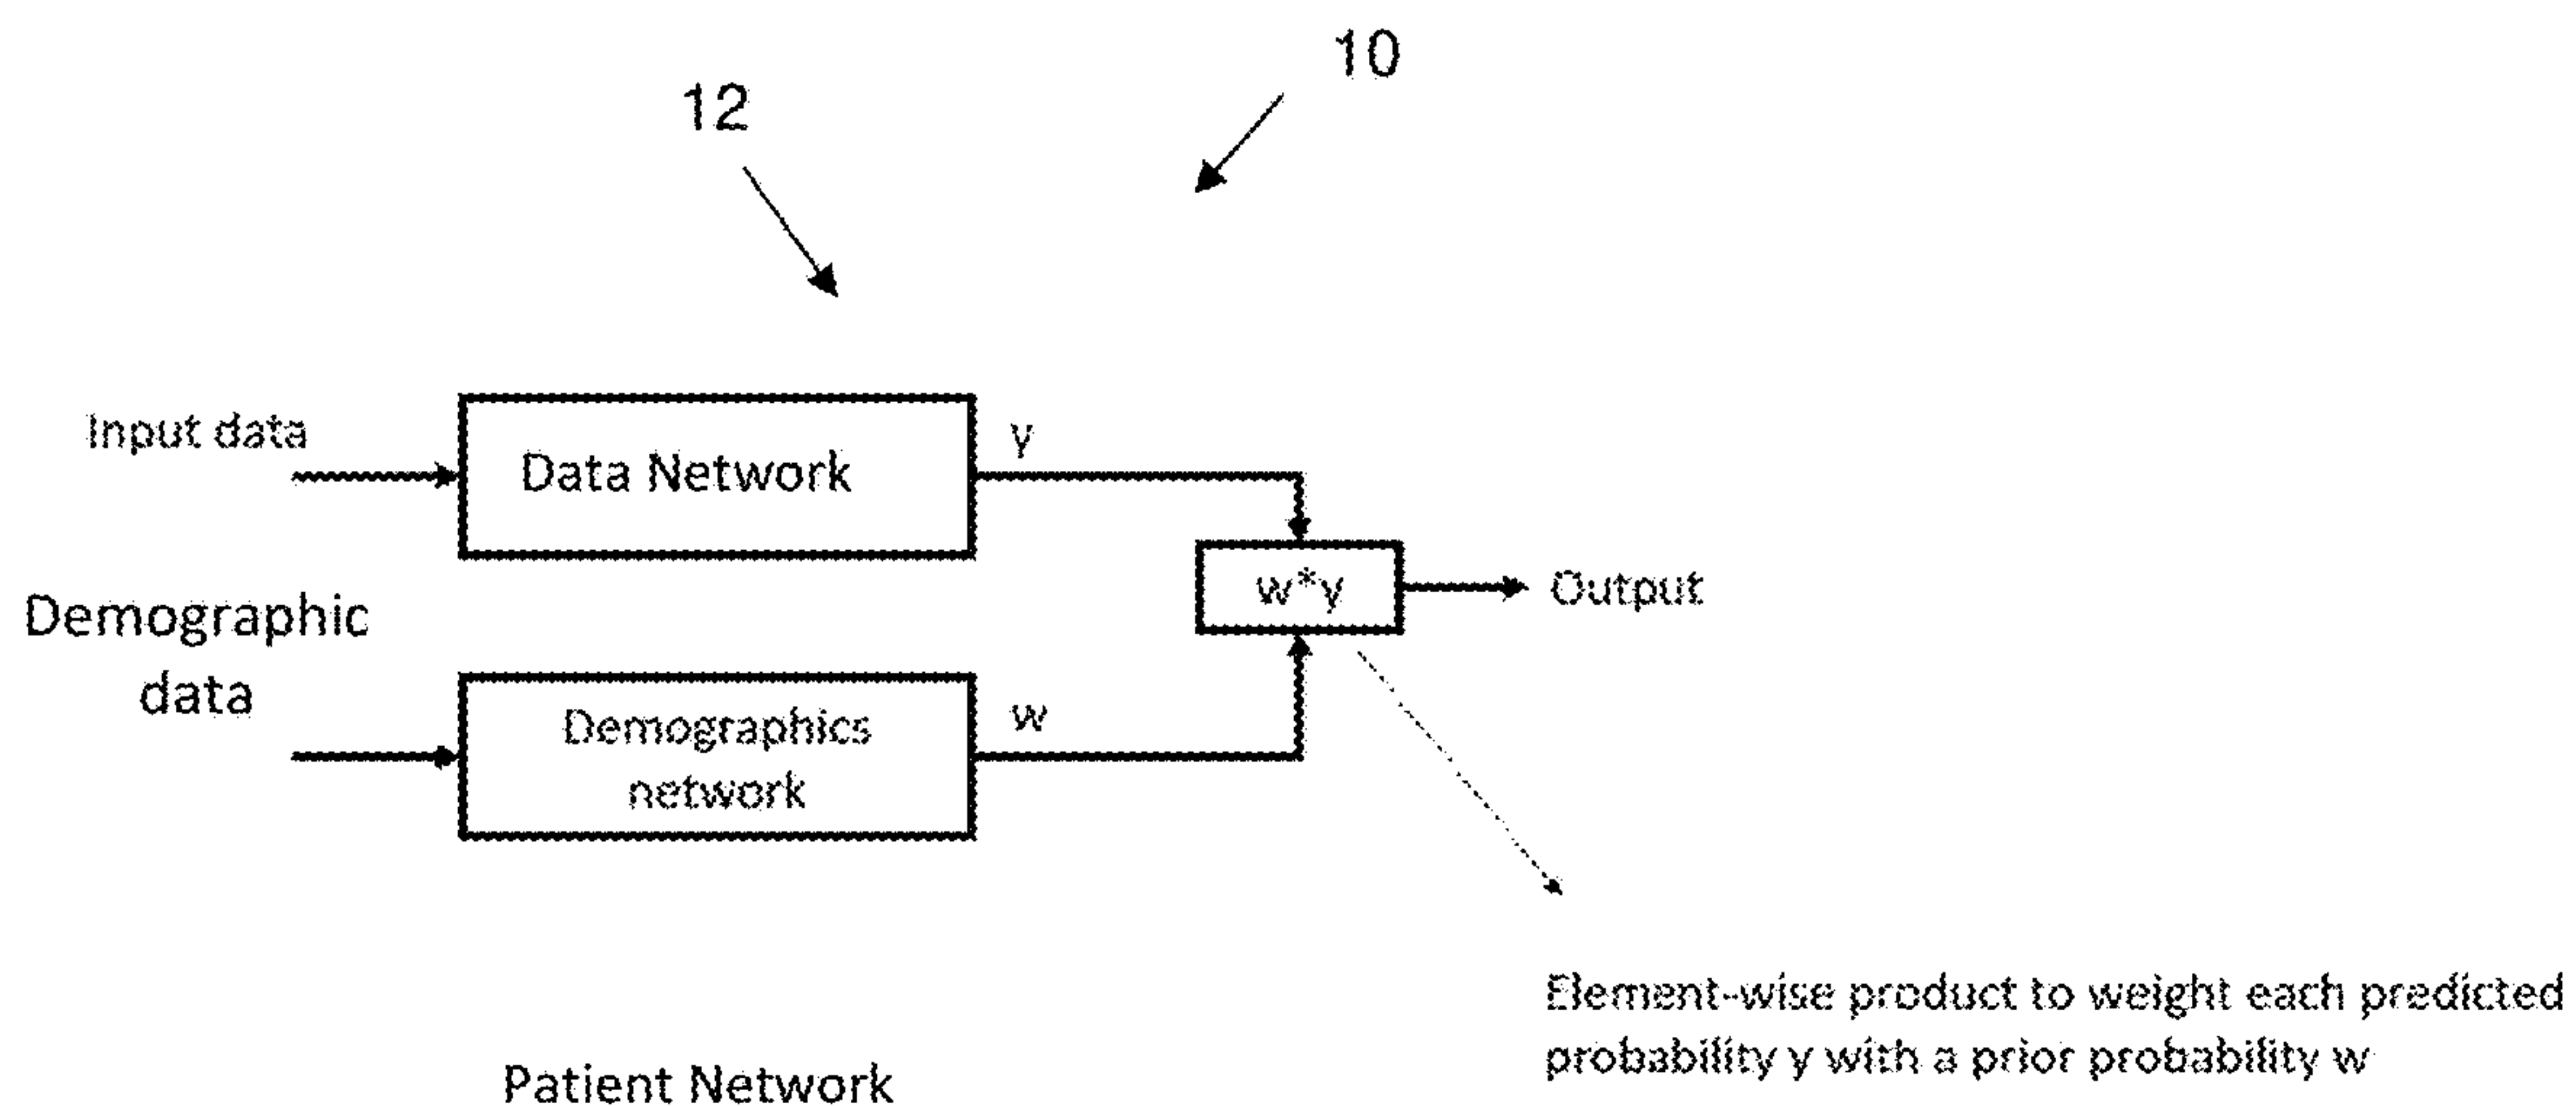 10
12
Input data
Data Network
y
Demographic
data
w*y
Output
Demographics
network
w
Element-wise product to weight each predicted
probability y with a prior probability w
Patient Network